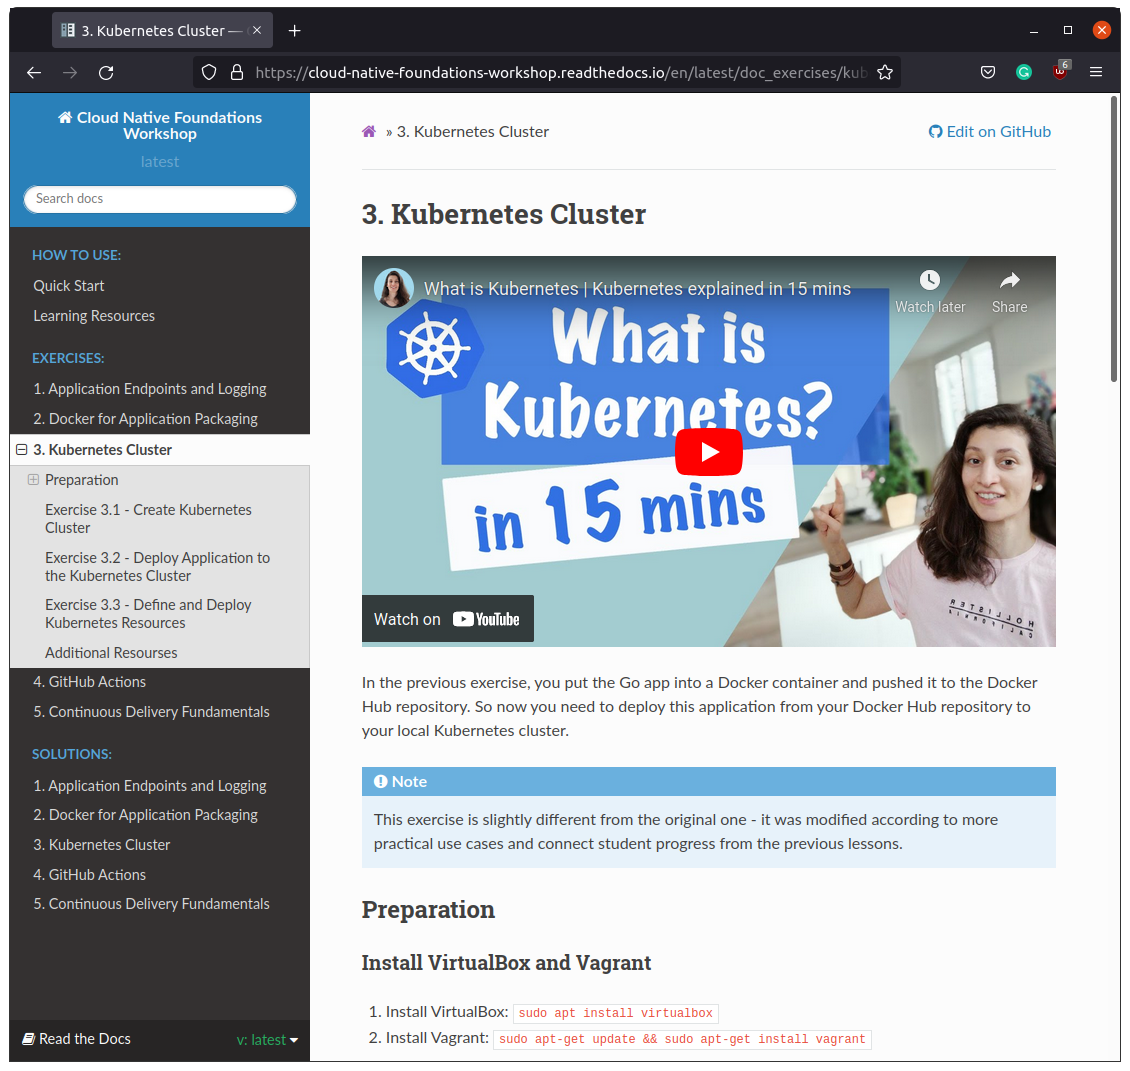 3. Kubernetes Cluster —
https://cloud-native-foundations-workshop.readthedocs.io/en/latest/doc_exercises/kub
6
Cloud Native Foundations
Workshop
latest
Search docs
HOW TO USE:
Quick Start
Learning Resources
EXERCISES:
1. Application Endpoints and Logging
2. Docker for Application Packaging
3. Kubernetes Cluster
Preparation
Exercise 3.1 - Create Kubernetes
Cluster
Exercise 3.2 - Deploy Application to
the Kubernetes Cluster
Exercise 3.3 - Define and Deploy
Kubernetes Resources
Additional Resourses
4. GitHub Actions
5. Continuous Delivery Fundamentals
SOLUTIONS:
1. Application Endpoints and Logging
2. Docker for Application Packaging
3. Kubernetes Cluster
4. GitHub Actions
5. Continuous Delivery Fundamentals
Read the Docs
v: latest
» 3. Kubernetes Cluster
Edit on GitHub
3. Kubernetes Cluster
What is Kubernetes | Kubernetes explained in 15 mins
Watch later
Share
What is
Kubernetes?
in 15 mins
HOLLISTER
CALIFORNIA
Watch on YouTube
In the previous exercise, you put the Go app into a Docker container and pushed it to the Docker
Hub repository. So now you need to deploy this application from your Docker Hub repository to
your local Kubernetes cluster.
Note
This exercise is slightly different from the original one - it was modified according to more
practical use cases and connect student progress from the previous lessons.
Preparation
Install VirtualBox and Vagrant
1. Install VirtualBox: sudo apt install virtualbox
2. Install Vagrant: sudo apt-get update && sudo apt-get install vagrant